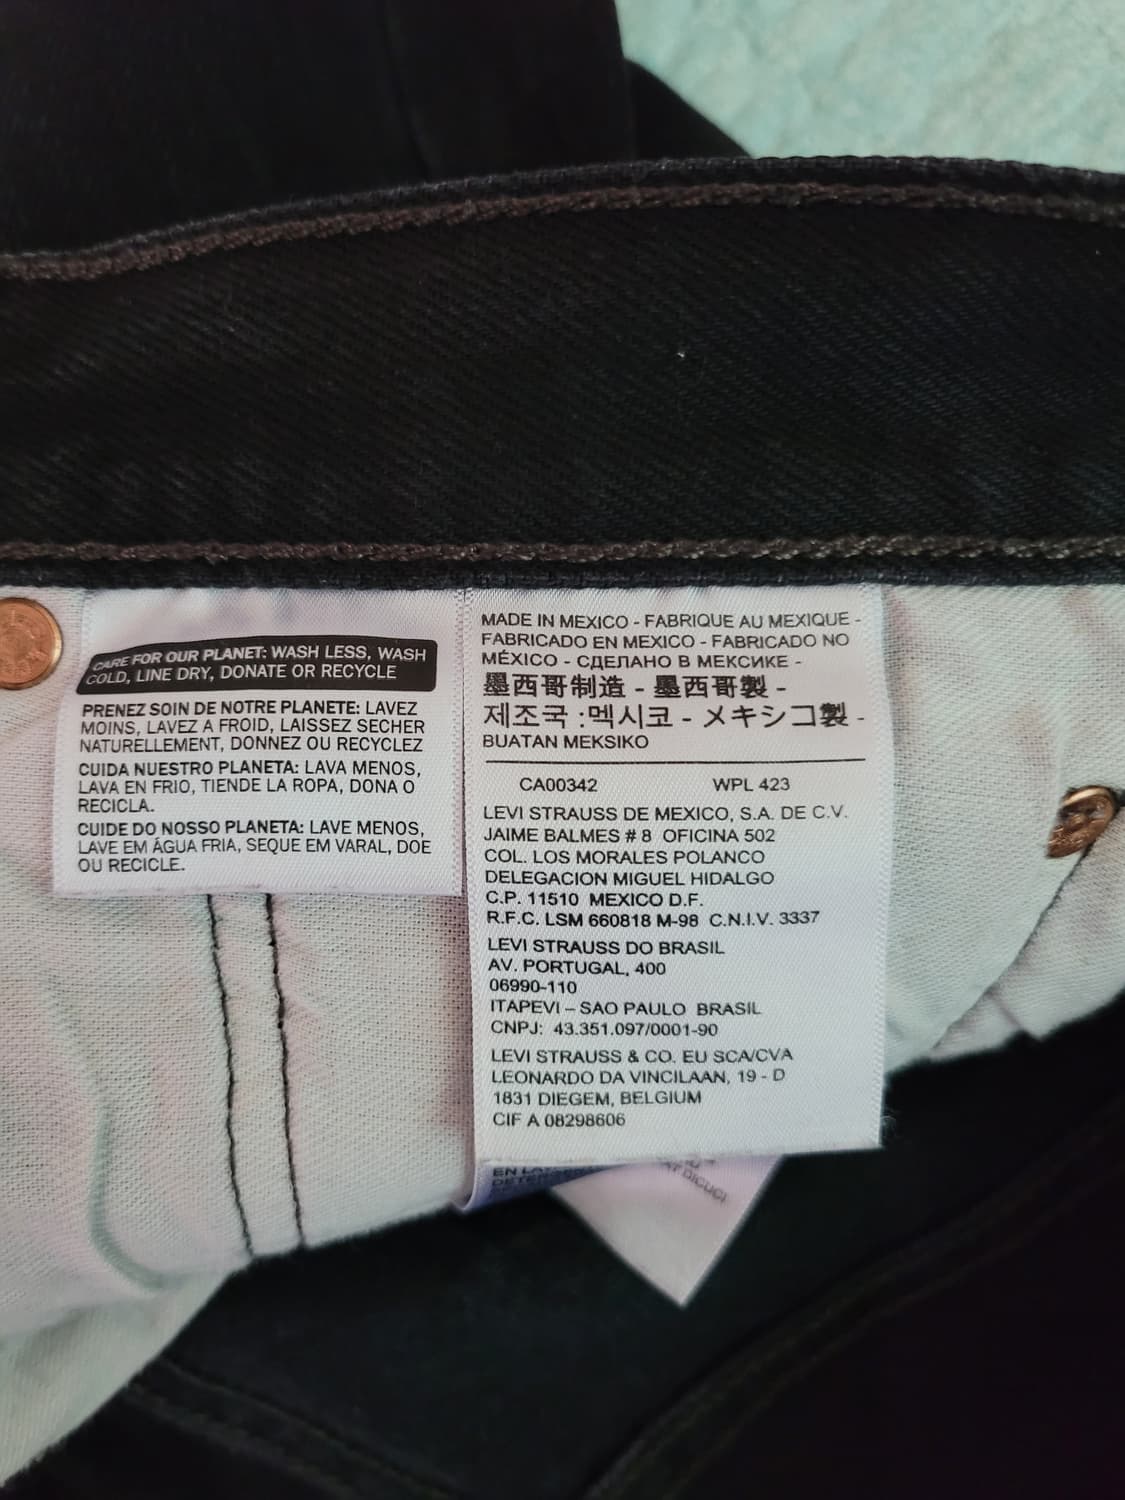 CARE FOR OUR PLANET: WASH LESS, WASH
COLD, LINE DRY, DONATE OR RECYCLE
PRENEZ SOIN DE NOTRE PLANETE: LAVEZ
MOINS, LAVEZ A FROID, LAISSEZ SECHER
NATURELLEMENT, DONNEZ OU RECYCLEZ
CUIDA NUESTRO PLANETA: LAVA MENOS,
LAVA EN FRIO, TIENDE LA ROPA, DONA O
RECICLA.
CUIDE DO NOSSO PLANETA: LAVE MENOS,
LAVE EM ÁGUA FRIA, SEQUE EM VARAL, DOE
OU RECICLE.
MADE IN MEXICO - FABRIQUE AU MEXIQUE -
FABRICADO EN MEXICO - FABRICADO NO
MÉXICO - СДЕЛАНО В МЕКСИКЕ -
墨西哥制造 - 墨西哥製 -
제조국 :멕시코 - メキシコ製 -
BUATAN MEKSIKO
CA00342 WPL 423
LEVI STRAUSS DE MEXICO, S.A. DE C.V.
JAIME BALMES # 8 OFICINA 502
COL. LOS MORALES POLANCO
DELEGACION MIGUEL HIDALGO
C.P. 11510 MEXICO D.F.
R.F.C. LSM 660818 M-98 C.N.I.V. 3337
LEVI STRAUSS DO BRASIL
AV. PORTUGAL, 400
06990-110
ITAPEVI – SAO PAULO BRASIL
CNPJ: 43.351.097/0001-90
LEVI STRAUSS & CO. EU SCA/CVA
LEONARDO DA VINCILAAN, 19 - D
1831 DIEGEM, BELGIUM
CIF A 08298606
EN
DICUCI